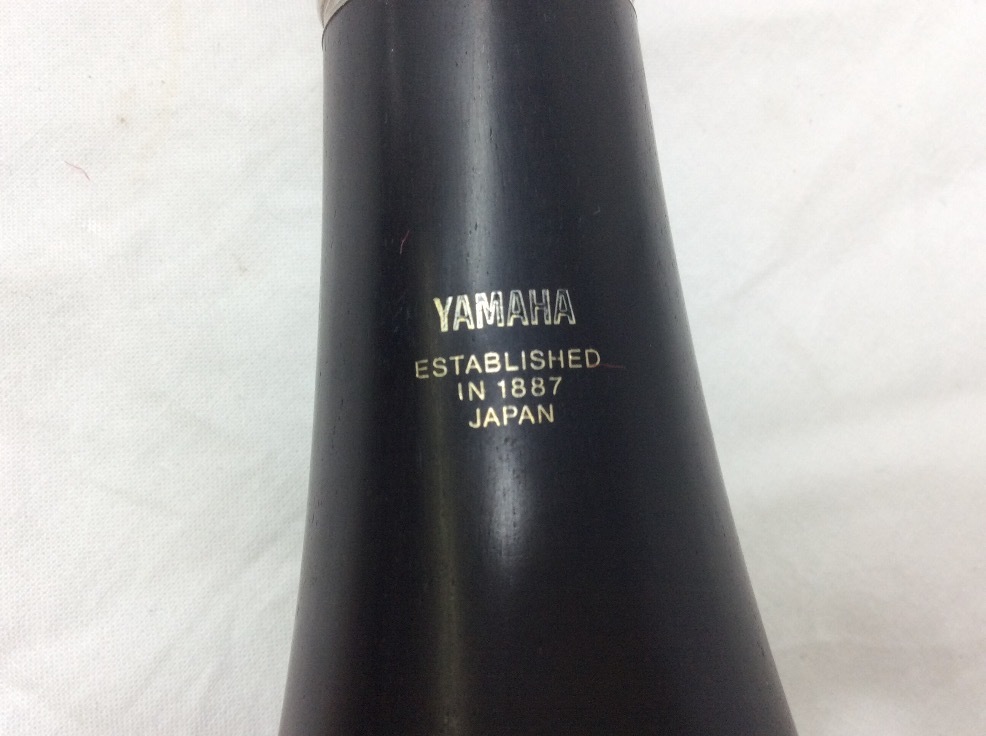 YAMAHA
ESTABLISHED
IN 1887
JAPAN